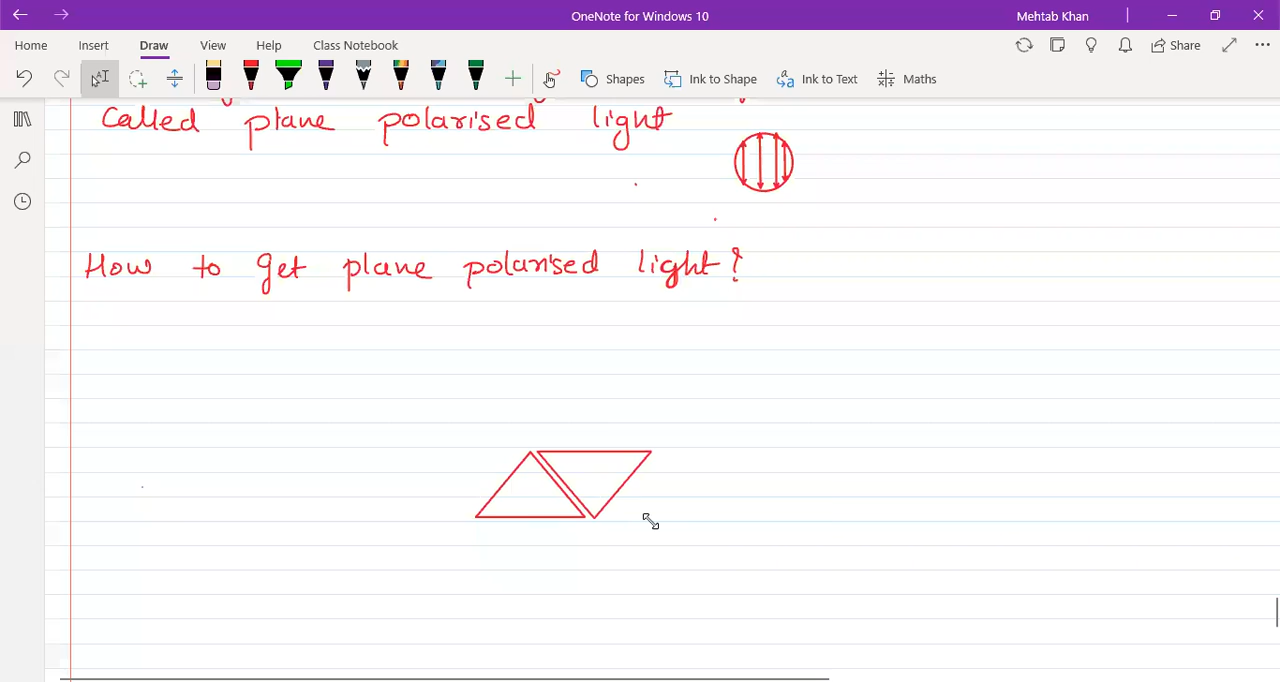 OneNote for Windows 10
Mehtab Khan
Home Insert Draw View Help Class Notebook
Share
Shapes Ink to Shape Ink to Text Maths
Called plane polarised light
How to get plane polarised light?